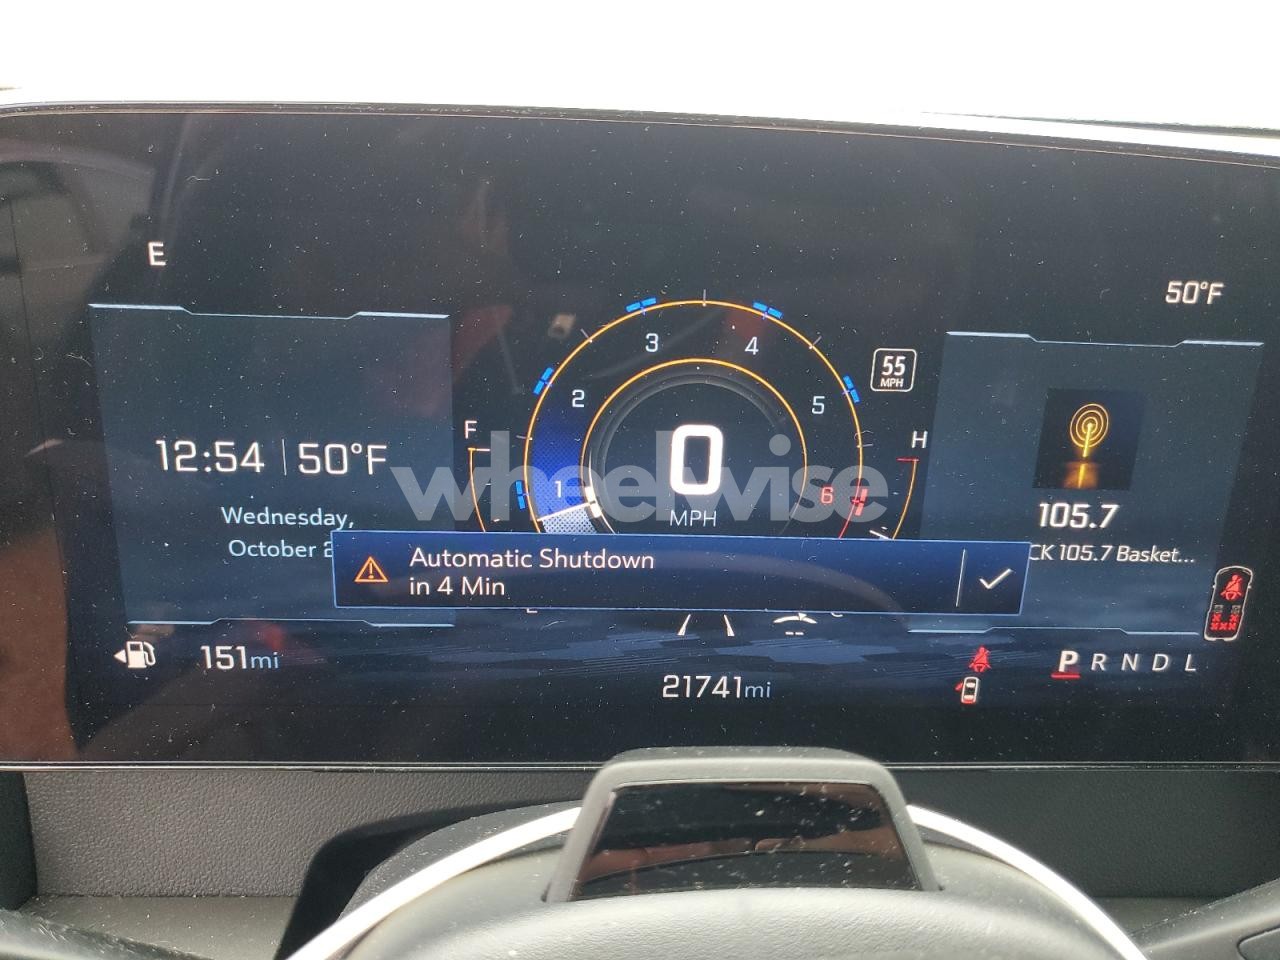 E
50°F
3
4
55
MPH
2
5
F
H
12:54
50°F
0
1
6
wheelwise
MPH
105.7
Wednesday,
October
Automatic Shutdown
in 4 Min
CK 105.7 Basket...
151mi
21741mi
P R N D L